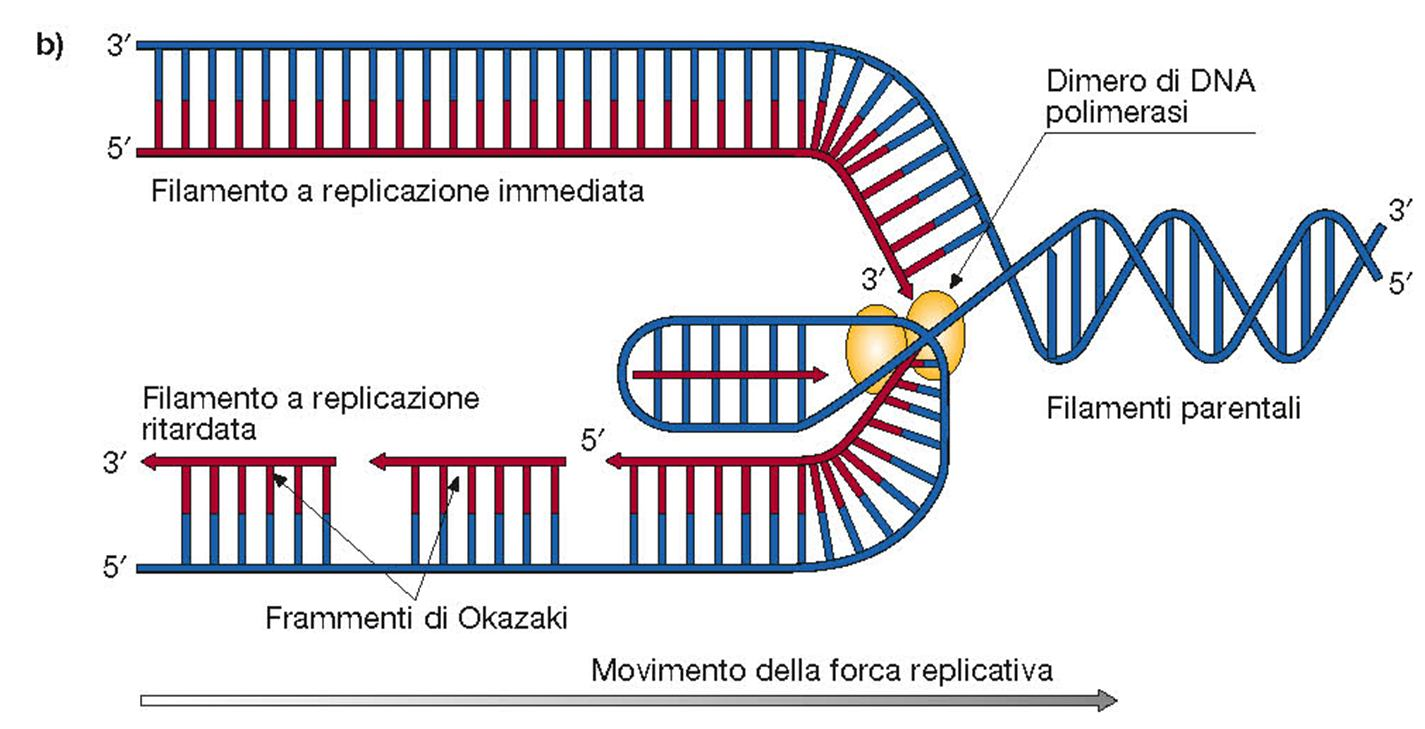 b)
3′
5′
Filamento a replicazione immediata
Dimero di DNA
polimerasi
3′
5′
3′
Filamenti parentali
Filamento a replicazione
ritardata
5′
3′
5′
Frammenti di Okazaki
Movimento della forca replicativa